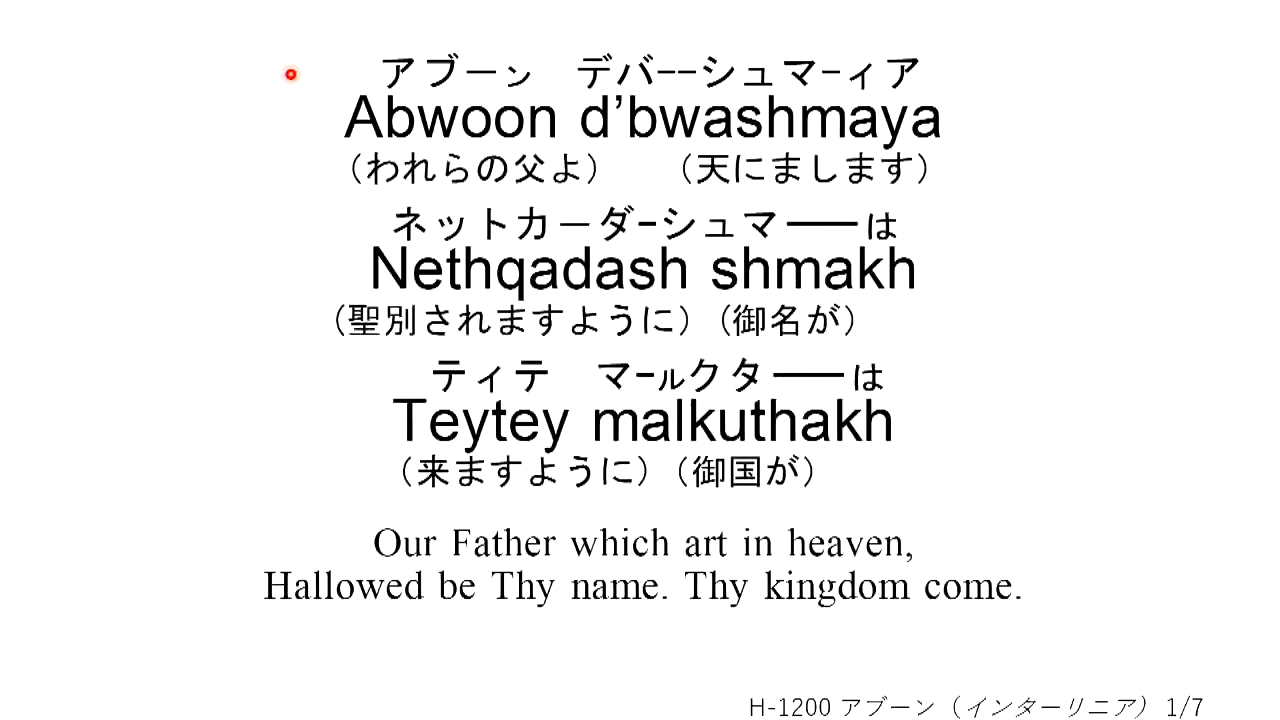 アブーン　デバーーシュマーィア
Abwoon d’bwashmaya
（われらの父よ）　（天にまします）
ネットカーダーシュマ――は
Nethqadash shmakh
（聖別されますように）（御名が）
ティテ　マールクタ――は
Teytey malkuthakh
（来ますように）（御国が）
Our Father which art in heaven,
Hallowed be Thy name. Thy kingdom come.
H-1200 アブーン（インターリニア） 1/7